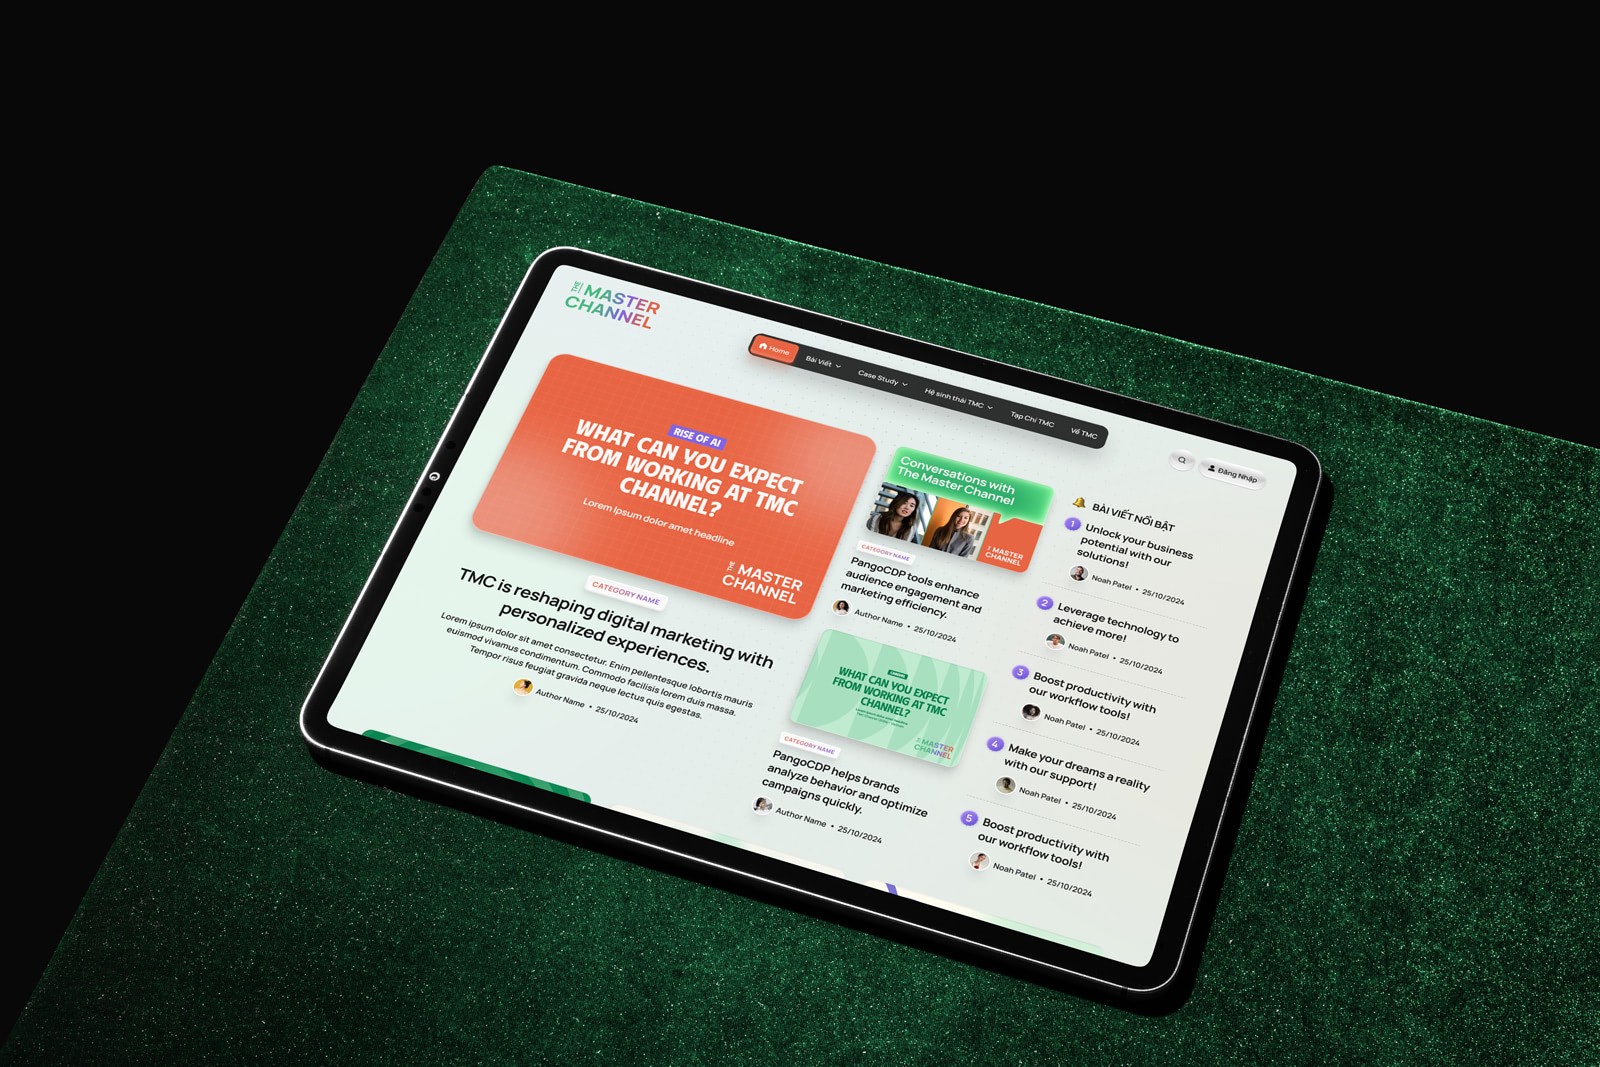 THE MASTER
CHANNEL
Home
Bài Viết
Case Study
Hệ sinh thái TMC
Tạp Chí TMC
Về TMC
Đăng Nhập
RISE OF AI
WHAT CAN YOU EXPECT
FROM WORKING AT TMC
CHANNEL?
Lorem Ipsum dolor amet headline
THE MASTER
CHANNEL
CATEGORY NAME
TMC is reshaping digital marketing with
personalized experiences.
Lorem ipsum dolor sit amet consectetur. Enim pellentesque lobortis mauris
euismod vivamus condimentum. Commodo facilisis lorem duis massa.
Tempor risus feugiat gravida neque lectus quis egestas.
Author Name • 25/10/2024
Conversations with
The Master Channel
THE MASTER
CHANNEL
CATEGORY NAME
PangoCDP tools enhance
audience engagement and
marketing efficiency.
Author Name • 25/10/2024
WHAT CAN YOU EXPECT
FROM WORKING AT TMC
CHANNEL?
THE MASTER
CHANNEL
CATEGORY NAME
PangoCDP helps brands
analyze behavior and optimize
campaigns quickly.
Author Name • 25/10/2024
BÀI VIẾT NỔI BẬT
1 Unlock your business
potential with our
solutions!
Noah Patel • 25/10/2024
2 Leverage technology to
achieve more!
Noah Patel • 25/10/2024
3 Boost productivity with
our workflow tools!
Noah Patel • 25/10/2024
4 Make your dreams a reality
with our support!
Noah Patel • 25/10/2024
5 Boost productivity with
our workflow tools!
Noah Patel • 25/10/2024